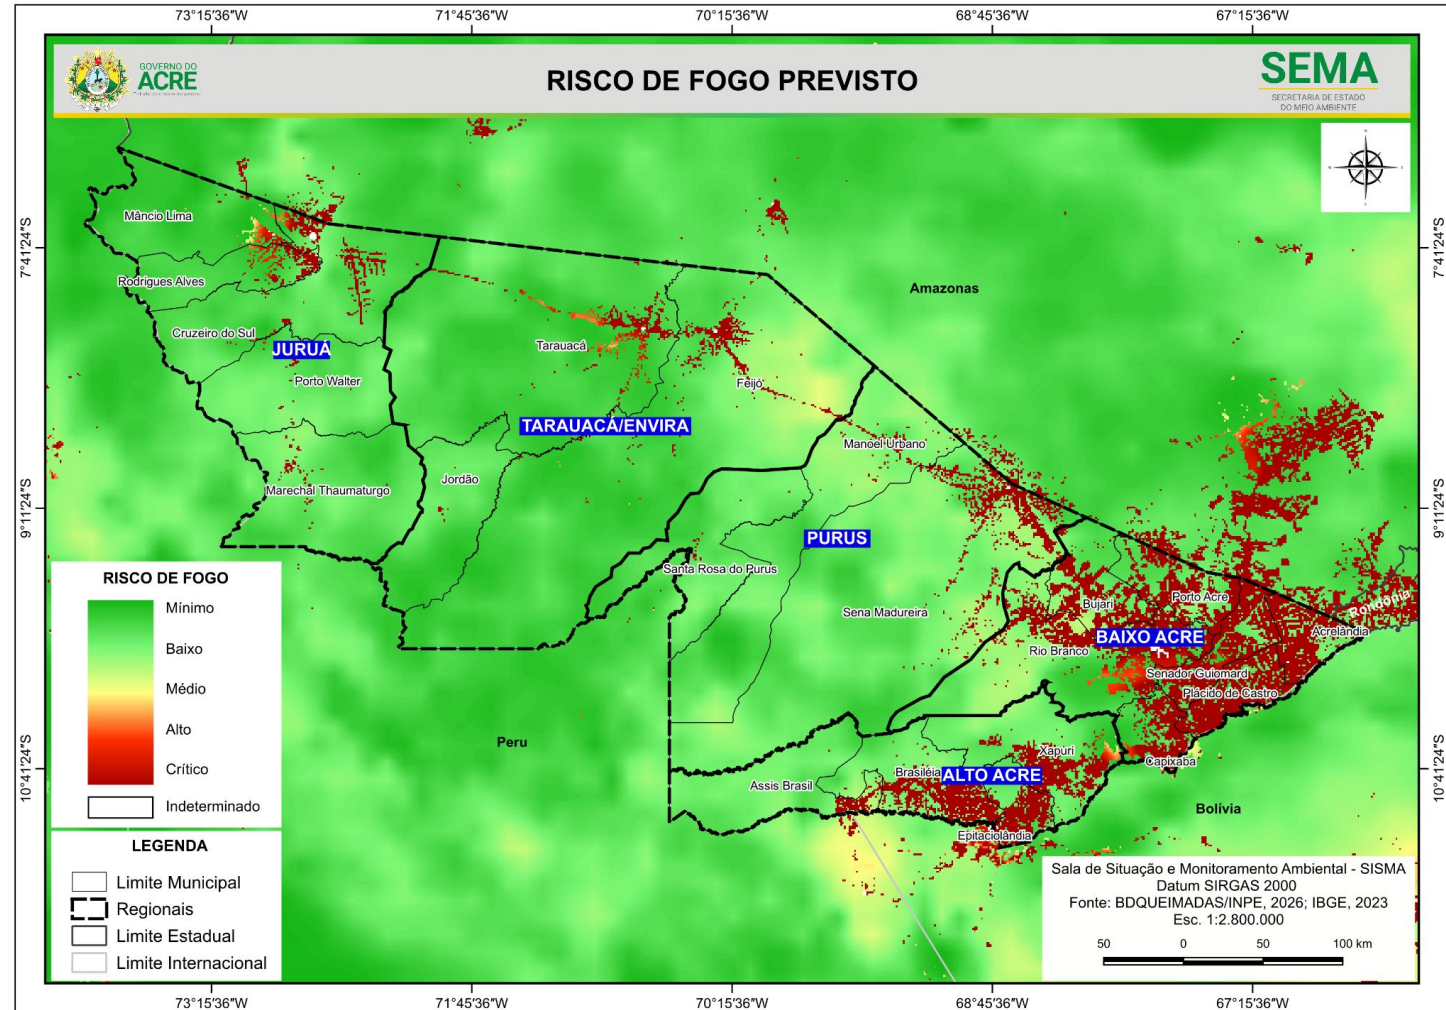 73°15'36"W
71°45'36"W
70°15'36"W
68°45'36"W
67°15'36"W
GOVERNO DO
ACRE
RISCO DE FOGO PREVISTO
SEMA
SECRETARIA DE ESTADO
DO MEIO AMBIENTE
7°41'24"S
7°41'24"S
Mâncio Lima
Rodrigues Alves
Cruzeiro do Sul
JURUÁ
Porto Walter
Marechal Thaumaturgo
Tarauacá
Feijó
TARAUACÁ/ENVIRA
Jordão
Amazonas
Manoel Urbano
9°11'24"S
9°11'24"S
PURUS
Santa Rosa do Purus
Sena Madureira
Bujari
Porto Acre
Rondônia
Acrelândia
BAIXO ACRE
Rio Branco
Senador Guiomard
Plácido de Castro
Peru
Xapuri
Capixaba
Brasiléia
ALTO ACRE
Assis Brasil
Epitaciolândia
Bolívia
10°41'24"S
10°41'24"S
RISCO DE FOGO
Mínimo
Baixo
Médio
Alto
Crítico
Indeterminado
LEGENDA
Limite Municipal
Regionais
Limite Estadual
Limite Internacional
Sala de Situação e Monitoramento Ambiental - SISMA
Datum SIRGAS 2000
Fonte: BDQUEIMADAS/INPE, 2026; IBGE, 2023
Esc. 1:2.800.000
50 0 50 100 km
73°15'36"W
71°45'36"W
70°15'36"W
68°45'36"W
67°15'36"W